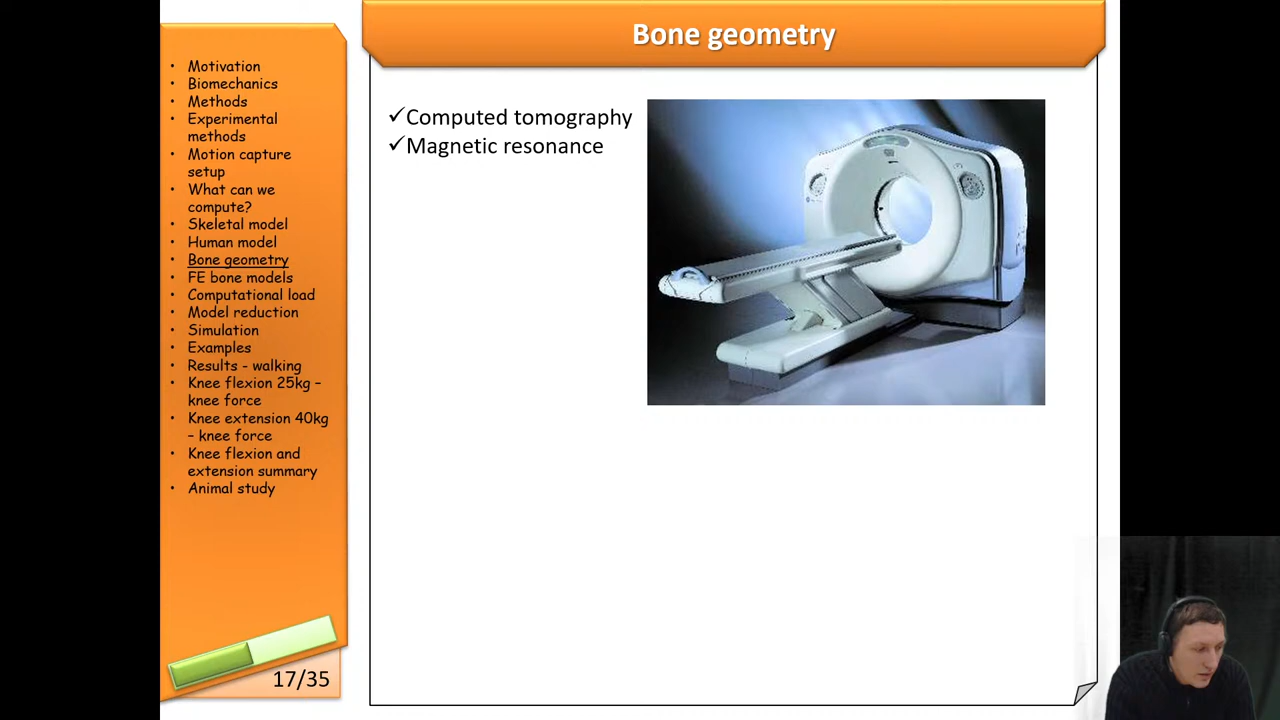 Bone geometry
• Motivation
• Biomechanics
• Methods
• Experimental
methods
• Motion capture
setup
• What can we
compute?
• Skeletal model
• Human model
• Bone geometry
• FE bone models
• Computational load
• Model reduction
• Simulation
• Examples
• Results - walking
• Knee flexion 25kg –
knee force
• Knee extension 40kg
– knee force
• Knee flexion and
extension summary
• Animal study
17/35
✓Computed tomography
✓Magnetic resonance